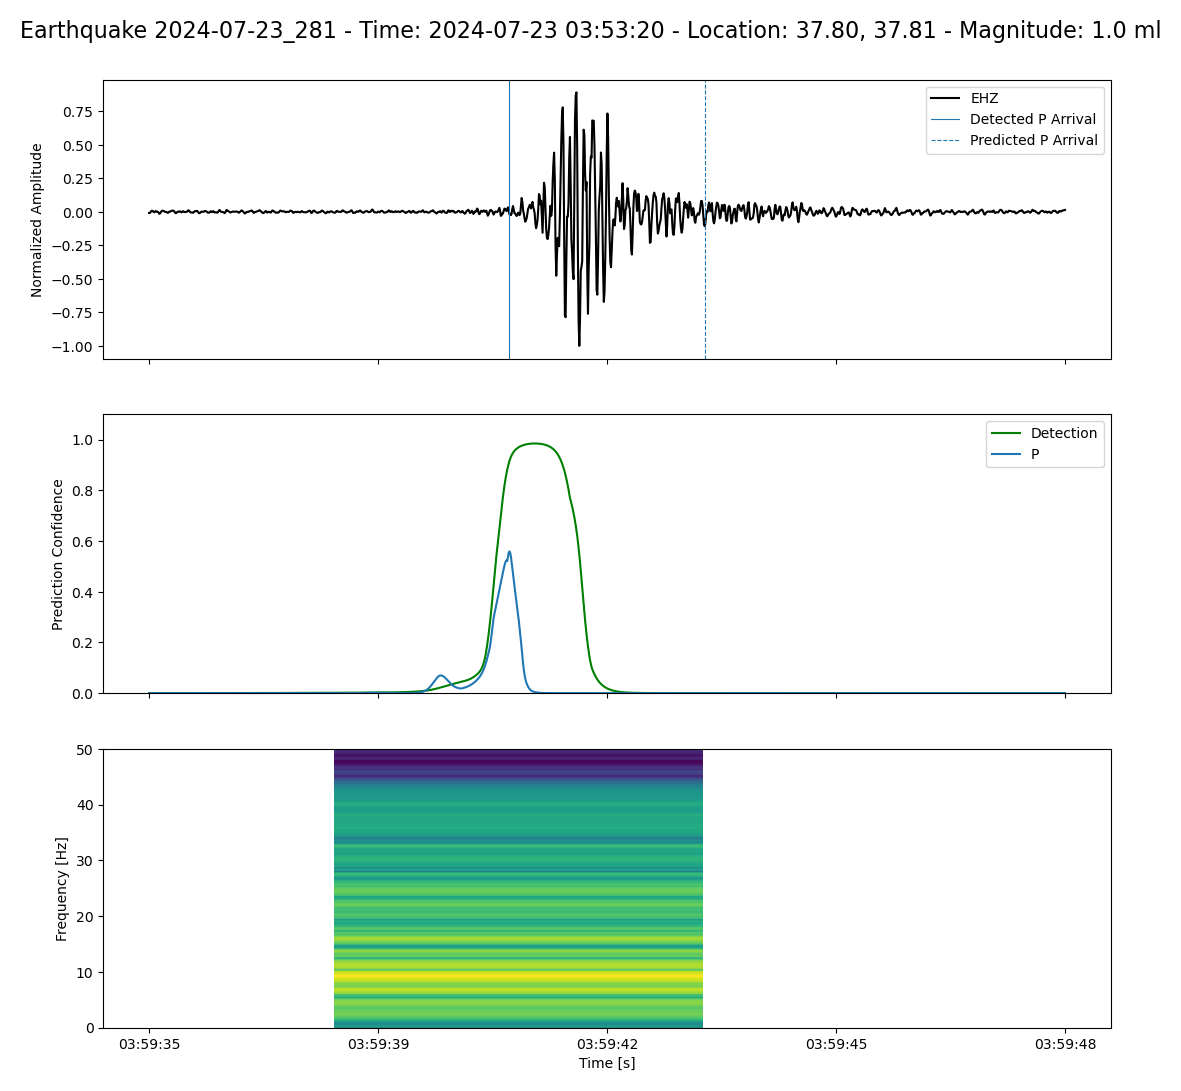 Earthquake 2024-07-23_281 - Time: 2024-07-23 03:53:20 - Location: 37.80, 37.81 - Magnitude: 1.0 ml
EHZ
Detected P Arrival
Predicted P Arrival
0.75
0.50
0.25
0.00
−0.25
−0.50
−0.75
−1.00
Normalized Amplitude
Detection
P
1.0
0.8
0.6
0.4
0.2
0.0
Prediction Confidence
50
40
30
20
10
0
Frequency [Hz]
03:59:35 03:59:39 03:59:42 03:59:45 03:59:48
Time [s]